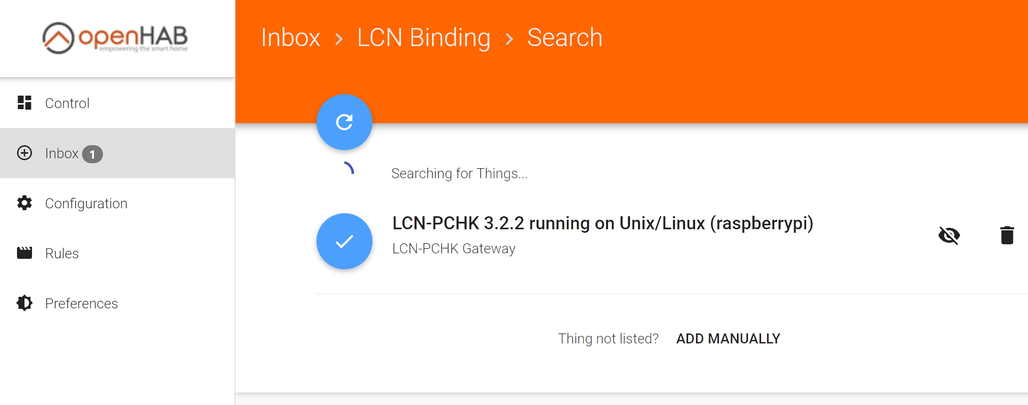 openHAB
empowering the smart home
Inbox > LCN Binding > Search
Control
Inbox 1
Configuration
Rules
Preferences
Searching for Things...
LCN-PCHK 3.2.2 running on Unix/Linux (raspberrypi)
LCN-PCHK Gateway
Thing not listed? ADD MANUALLY